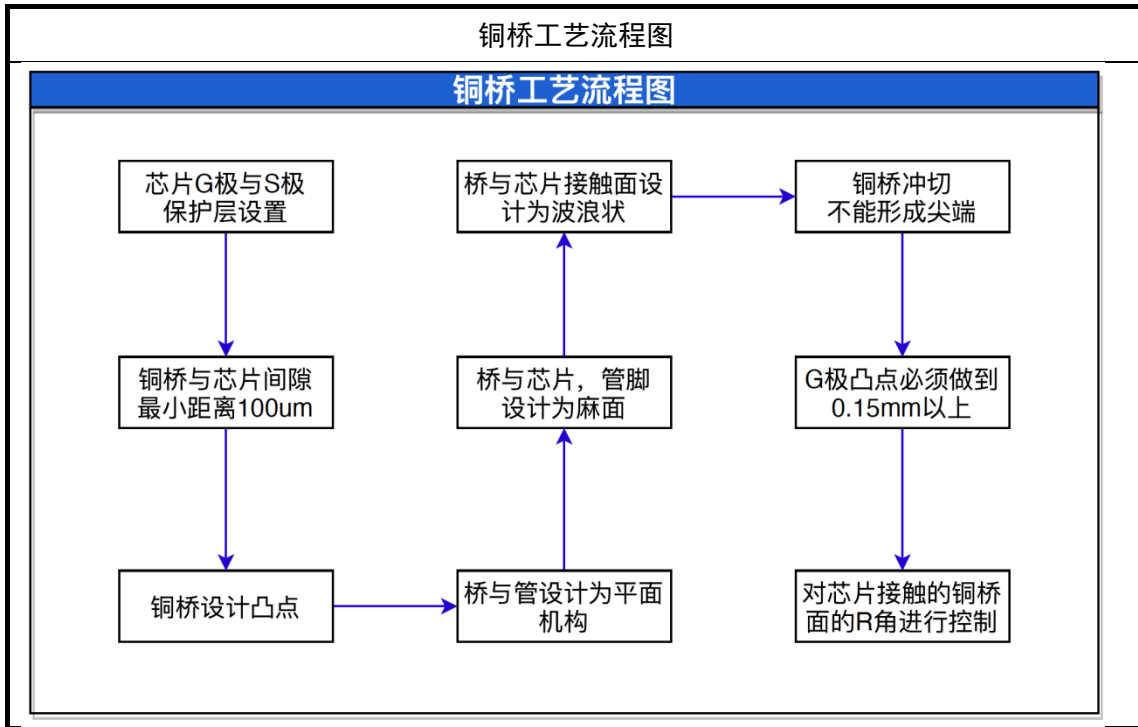 铜桥工艺流程图
铜桥工艺流程图
芯片G极与S极
保护层设置
铜桥与芯片间隙
最小距离100um
铜桥设计凸点
桥与管设计为平面
机构
桥与芯片，管脚
设计为麻面
桥与芯片接触面设
计为波浪状
铜桥冲切
不能形成尖端
G极凸点必须做到
0.15mm以上
对芯片接触的铜桥
面的R角进行控制